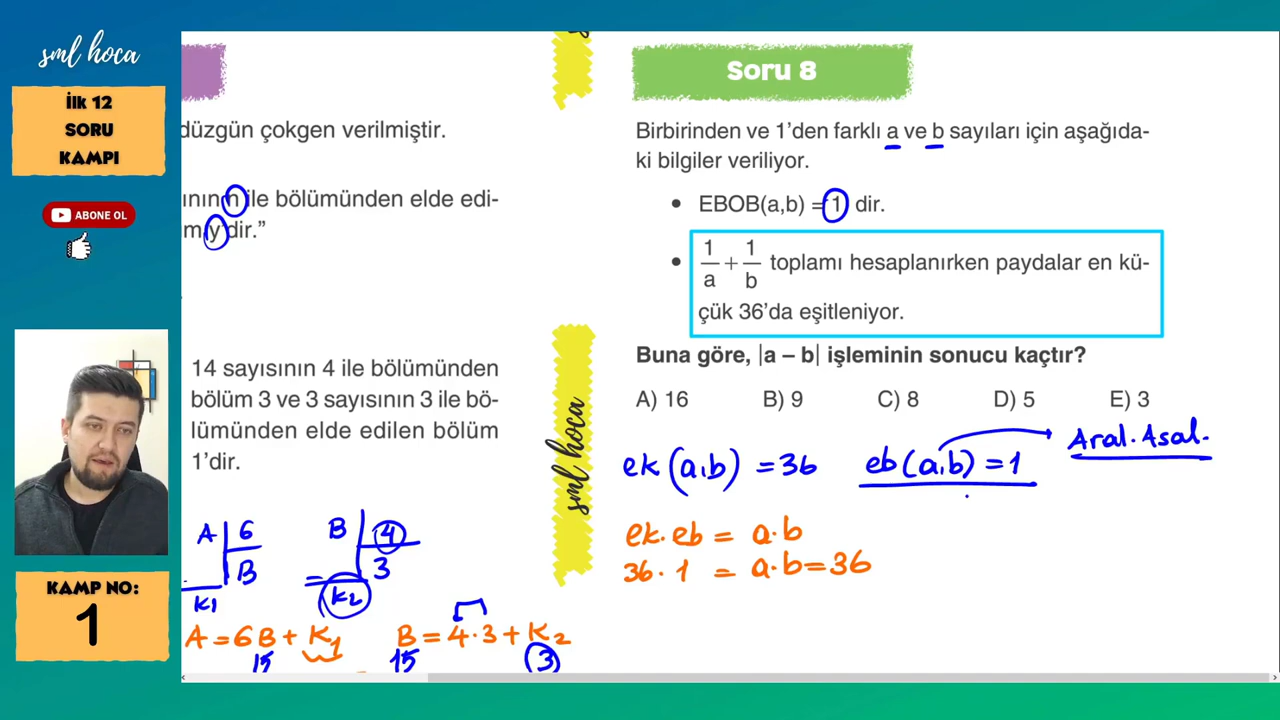 sml hoca
İlk 12
SORU
KAMPI
ABONE OL
KAMP NO:
1
düzgün çokgen verilmiştir.
ının n ile bölümünden elde edi-
m y'dir.”
14 sayısının 4 ile bölümünden
bölüm 3 ve 3 sayısının 3 ile bö-
lümünden elde edilen bölüm
1'dir.
A 6
B
K1
B 4
3
K2
A = 6B + K1
15
B = 4·3 + K2
15 3
sml hoca
Soru 8
Birbirinden ve 1'den farklı a ve b sayıları için aşağıda-
ki bilgiler veriliyor.
• EBOB(a,b) = 1 dir.
• 1/a + 1/b toplamı hesaplanırken paydalar en kü-
çük 36'da eşitleniyor.
Buna göre, |a – b| işleminin sonucu kaçtır?
A) 16 B) 9 C) 8 D) 5 E) 3
ek(a,b) = 36 eb(a,b) = 1 Aral. Asal.
ek. eb = a·b
36 · 1 = a·b = 36